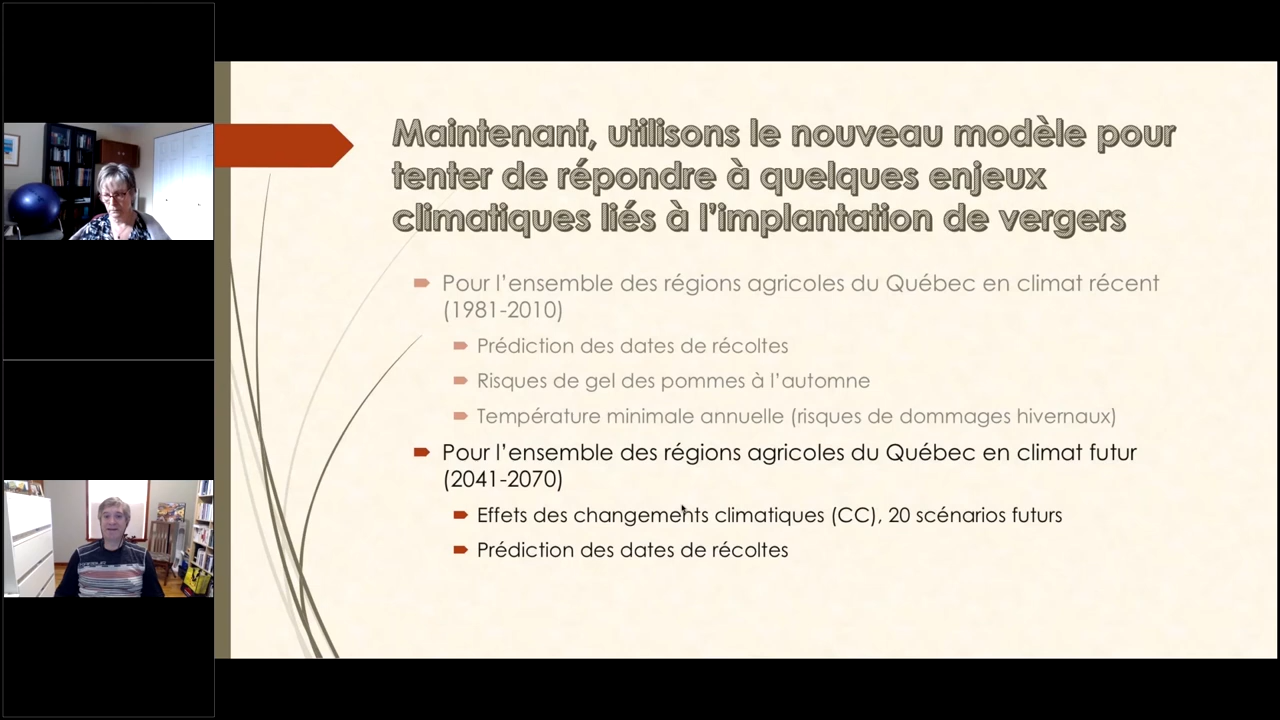 Maintenant, utilisons le nouveau modèle pour
tenter de répondre à quelques enjeux
climatiques liés à l'implantation de vergers
Pour l'ensemble des régions agricoles du Québec en climat récent
(1981-2010)
Prédiction des dates de récoltes
Risques de gel des pommes à l'automne
Température minimale annuelle (risques de dommages hivernaux)
Pour l'ensemble des régions agricoles du Québec en climat futur
(2041-2070)
Effets des changements climatiques (CC), 20 scénarios futurs
Prédiction des dates de récoltes